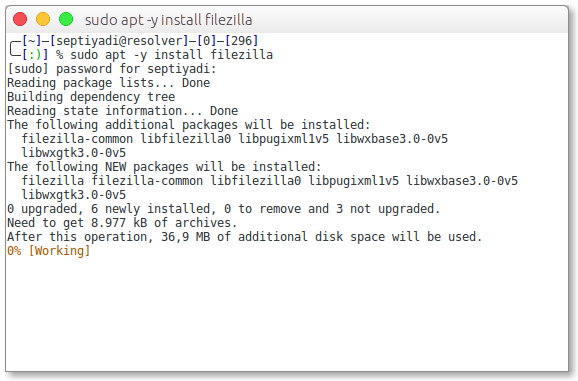 sudo apt -y install filezilla
╭─[~]─[septiyadi@resolver]─[0]─[296]
╰─[:)] % sudo apt -y install filezilla
[sudo] password for septiyadi:
Reading package lists... Done
Building dependency tree
Reading state information... Done
The following additional packages will be installed:
  filezilla-common libfilezilla0 libpugixml1v5 libwxbase3.0-0v5
  libwxgtk3.0-0v5
The following NEW packages will be installed:
  filezilla filezilla-common libfilezilla0 libpugixml1v5 libwxbase3.0-0v5
  libwxgtk3.0-0v5
0 upgraded, 6 newly installed, 0 to remove and 3 not upgraded.
Need to get 8.977 kB of archives.
After this operation, 36,9 MB of additional disk space will be used.
0% [Working]